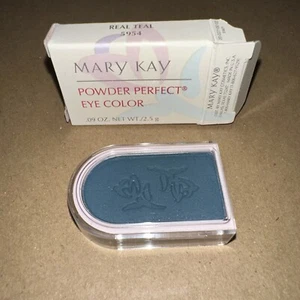 REAL TEAL
5954
MARY KAY
POWDER PERFECT®
EYE COLOR
.09 OZ. NET WT./2.5 g
MARY KAY®